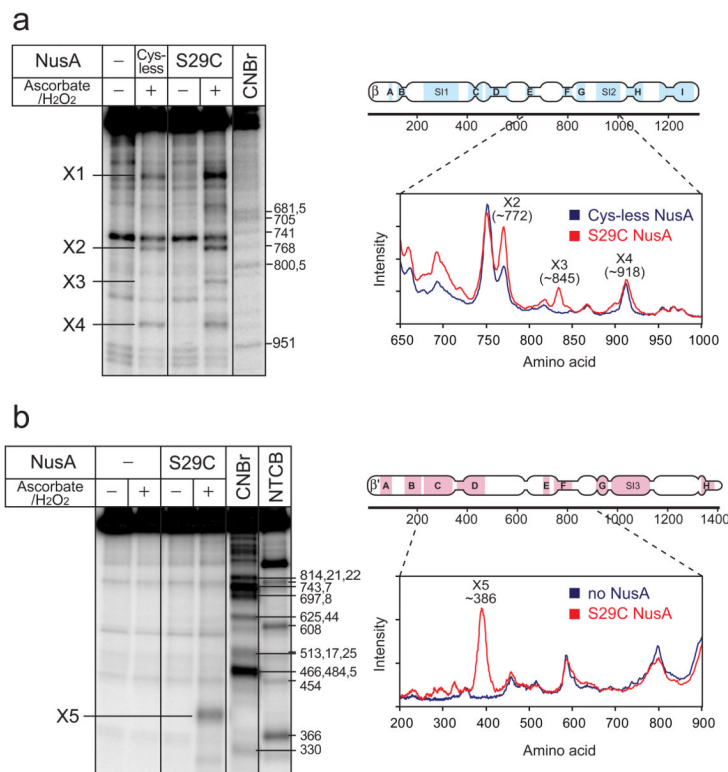 a
NusA
–
Cys-
less
S29C
CNBr
Ascorbate
/H2O2
–
+
–
+
X1
X2
X3
X4
681,5
705
741
768
800,5
951
β
A
B
SI1
C
D
E
F
G
SI2
H
I
200
400
600
800
1000
1200
Intensity
X2
(~772)
Cys-less NusA
S29C NusA
X3
(~845)
X4
(~918)
650
700
750
800
850
900
950
1000
Amino acid
b
NusA
–
S29C
CNBr
NTCB
Ascorbate
/H2O2
–
+
–
+
X5
814,21,22
743,7
697,8
625,44
608
513,17,25
466,484,5
454
366
330
β'
A
B
C
D
E
F
G
SI3
H
200
400
600
800
1000
1200
1400
Intensity
X5
~386
no NusA
S29C NusA
200
300
400
500
600
700
800
900
Amino acid